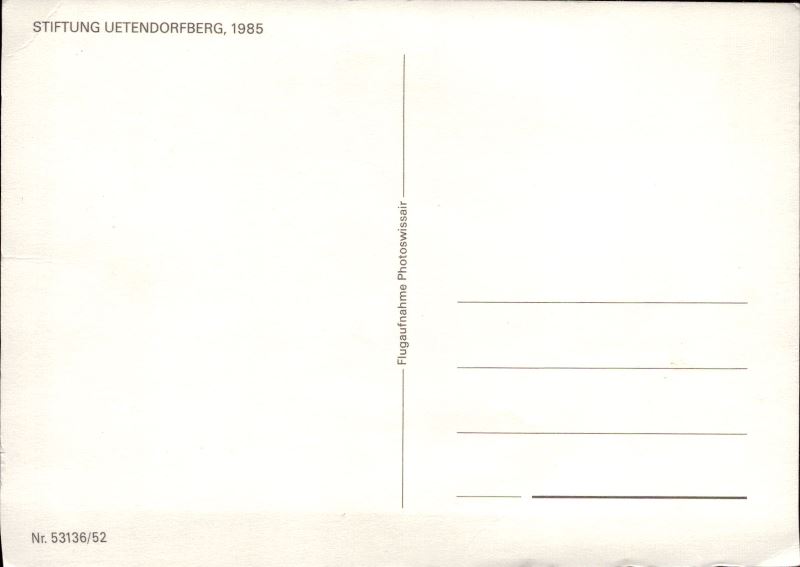 STIFTUNG UETENDORFBERG, 1985
Flugaufnahme Photoswissair
Nr. 53136/52